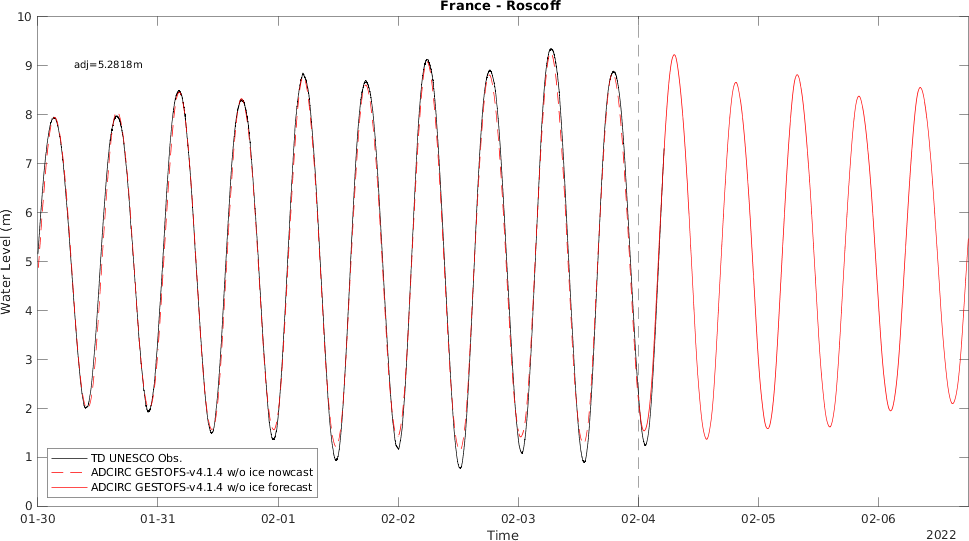 France - Roscoff
adj=5.2818m
Water Level (m)
10
9
8
7
6
5
4
3
2
1
0
TD UNESCO Obs.
ADCIRC GESTOFS-v4.1.4 w/o ice nowcast
ADCIRC GESTOFS-v4.1.4 w/o ice forecast
01-30 01-31 02-01 02-02 02-03 02-04 02-05 02-06
Time
2022